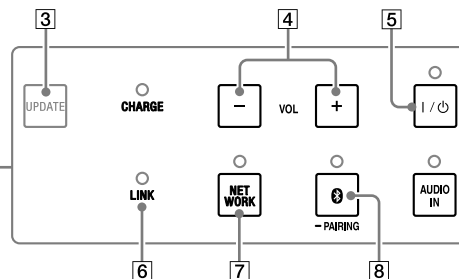 3 4 5
UPDATE CHARGE − VOL + I / ⏻
LINK NET WORK AUDIO IN
− PAIRING
6 7 8